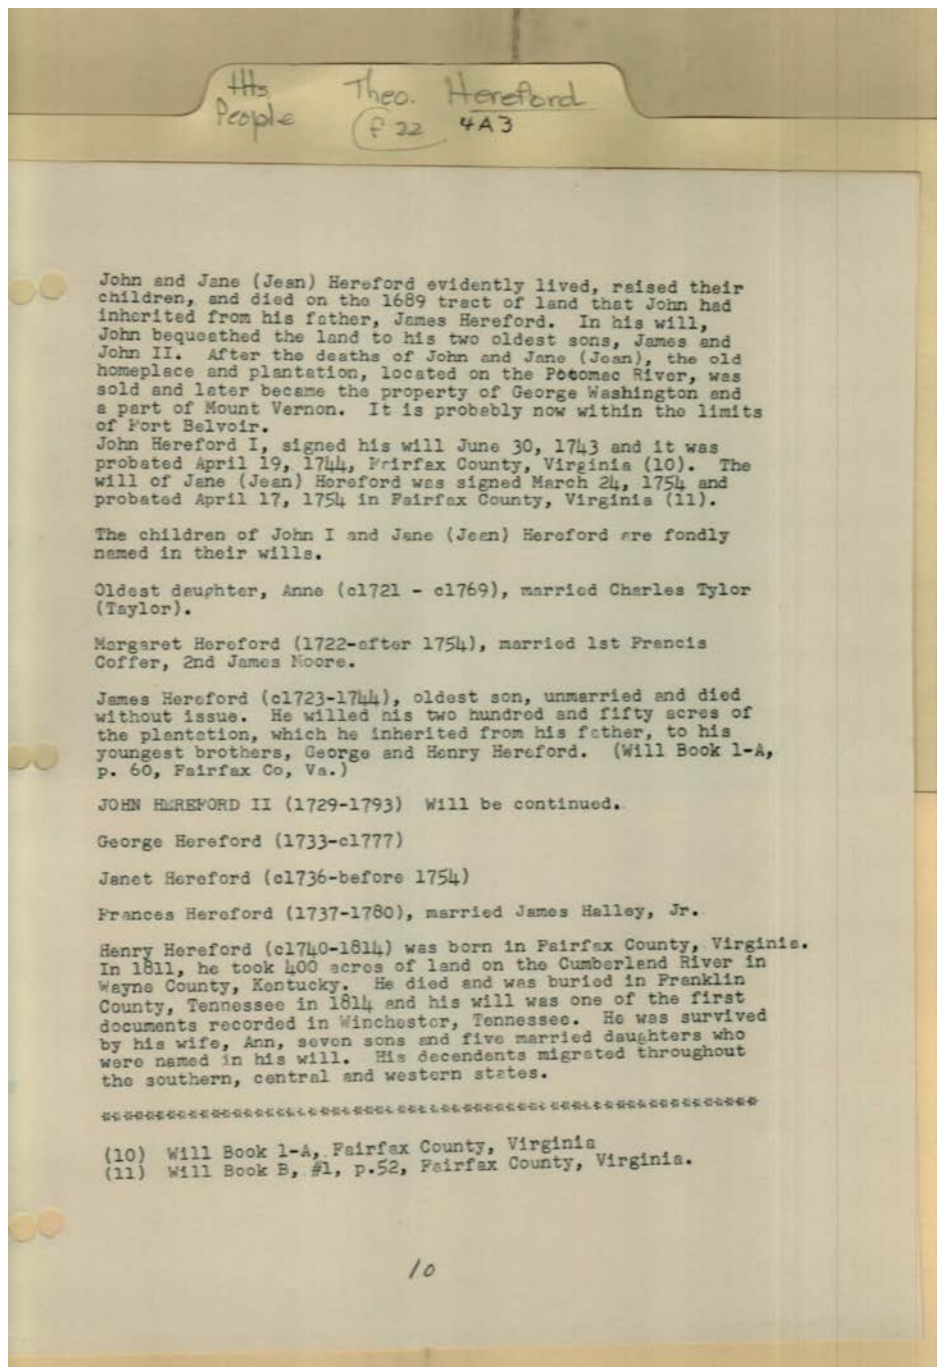 HHs Theo. Hereford
People f 22 4A3
John and Jane (Jean) Hereford evidently lived, raised their
children, and died on the 1689 tract of land that John had
inherited from his father, James Hereford. In his will,
John bequeathed the land to his two oldest sons, James and
John II. After the deaths of John and Jane (Jean), the old
homeplace and plantation, located on the Potomac River, was
sold and later became the property of George Washington and
a part of Mount Vernon. It is probably now within the limits
of Fort Belvoir.
John Hereford I, signed his will June 30, 1743 and it was
probated April 19, 1744, Fairfax County, Virginia (10). The
will of Jane (Jean) Hereford was signed March 24, 1754 and
probated April 17, 1754 in Fairfax County, Virginia (11).
The children of John I and Jane (Jean) Hereford are fondly
named in their wills.
Oldest daughter, Anne (c1721 - c1769), married Charles Tylor
(Taylor).
Margaret Hereford (1722-after 1754), married 1st Francis
Coffer, 2nd James Moore.
James Hereford (c1723-1744), oldest son, unmarried and died
without issue. He willed his two hundred and fifty acres of
the plantation, which he inherited from his father, to his
youngest brothers, George and Henry Hereford. (Will Book 1-A,
p. 60, Fairfax Co, Va.)
JOHN HEREFORD II (1729-1793) Will be continued.
George Hereford (1733-c1777)
Janet Hereford (c1736-before 1754)
Frances Hereford (1737-1780), married James Halley, Jr.
Henry Hereford (c1740-1814) was born in Fairfax County, Virginia.
In 1811, he took 400 acres of land on the Cumberland River in
Wayne County, Kentucky. He died and was buried in Franklin
County, Tennessee in 1814 and his will was one of the first
documents recorded in Winchester, Tennessee. He was survived
by his wife, Ann, seven sons and five married daughters who
were named in his will. His decendents migrated throughout
the southern, central and western states.
(10) Will Book 1-A, Fairfax County, Virginia
(11) Will Book B, #1, p.52, Fairfax County, Virginia.
10